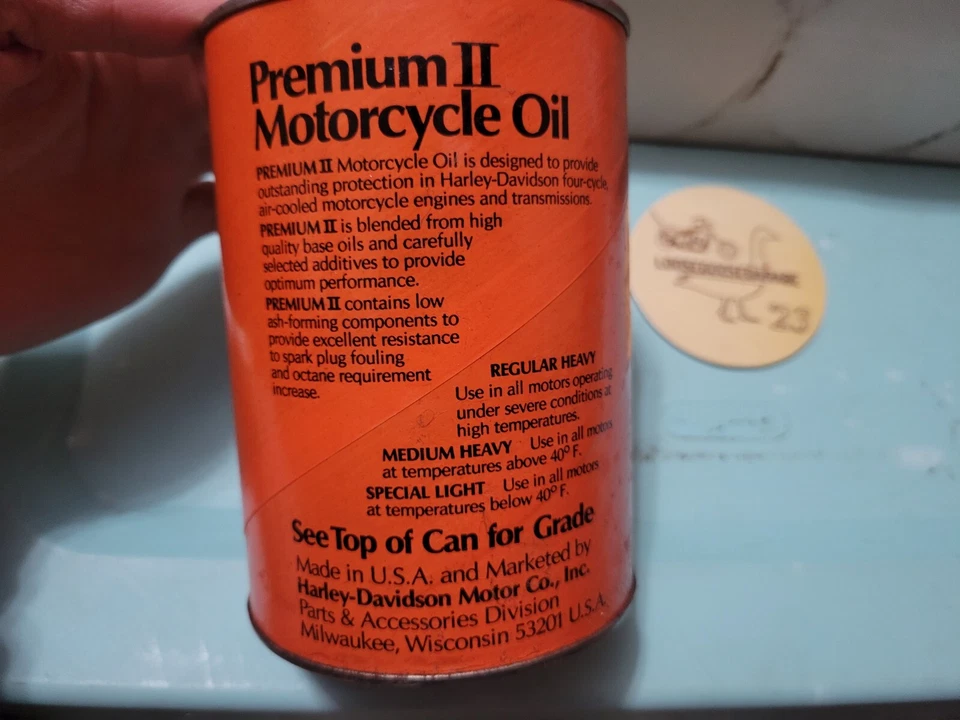 Premium II
Motorcycle Oil
PREMIUM II Motorcycle Oil is designed to provide
outstanding protection in Harley-Davidson four-cycle,
air-cooled motorcycle engines and transmissions.
PREMIUM II is blended from high
quality base oils and carefully
selected additives to provide
optimum performance.
PREMIUM II contains low
ash-forming components to
provide excellent resistance
to spark plug fouling
and octane requirement
increase.
REGULAR HEAVY
Use in all motors operating
under severe conditions at
high temperatures.
MEDIUM HEAVY Use in all motors
at temperatures above 40° F.
SPECIAL LIGHT Use in all motors
at temperatures below 40° F.
See Top of Can for Grade
Made in U.S.A. and Marketed by
Harley-Davidson Motor Co., Inc.
Parts & Accessories Division
Milwaukee, Wisconsin 53201 U.S.A.
23